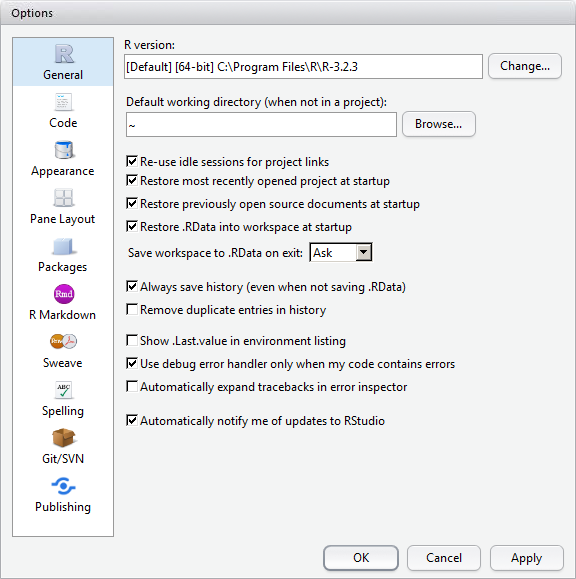 Options
R
General
Code
Appearance
Pane Layout
Packages
Rmd
R Markdown
Rnw
Sweave
ABC
Spelling
Git/SVN
Publishing
R version:
[Default] [64-bit] C:\Program Files\R\R-3.2.3
Change...
Default working directory (when not in a project):
~
Browse...
Re-use idle sessions for project links
Restore most recently opened project at startup
Restore previously open source documents at startup
Restore .RData into workspace at startup
Save workspace to .RData on exit: Ask
Always save history (even when not saving .RData)
Remove duplicate entries in history
Show .Last.value in environment listing
Use debug error handler only when my code contains errors
Automatically expand tracebacks in error inspector
Automatically notify me of updates to RStudio
OK
Cancel
Apply